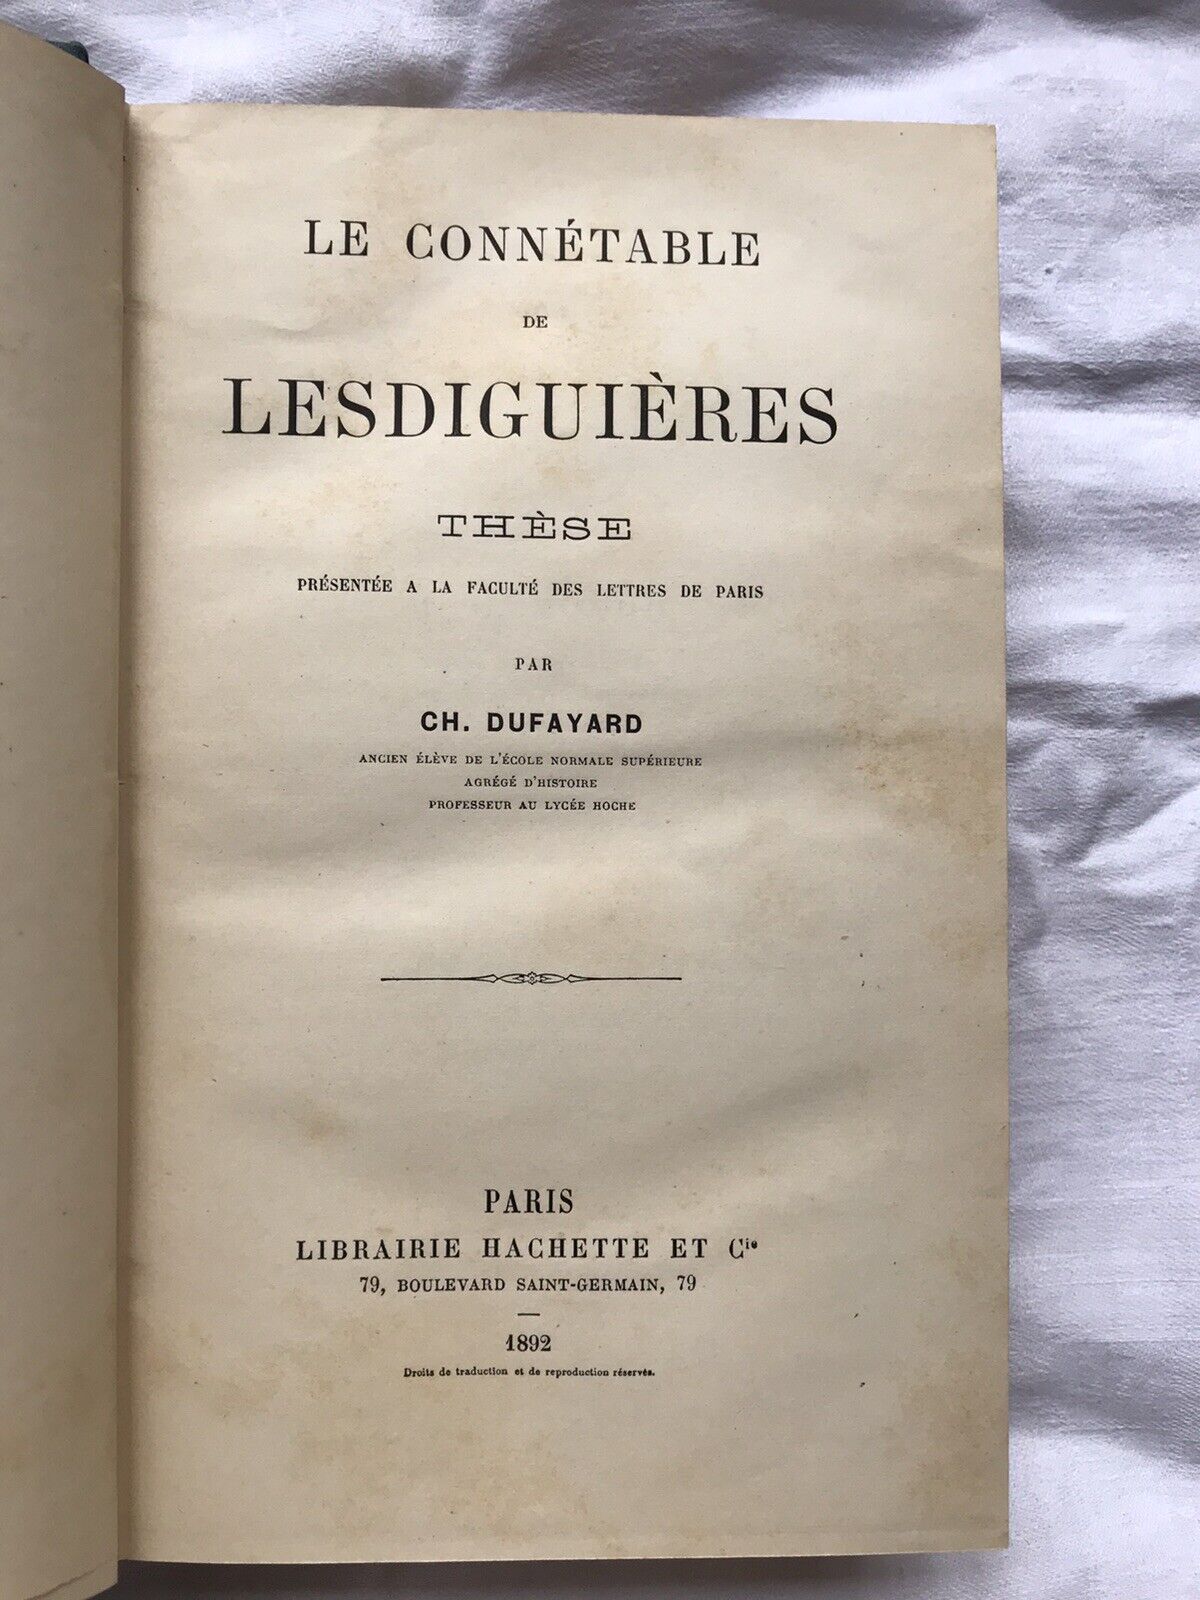 LE CONNÉTABLE
DE
LESDIGUIÈRES
THÈSE
PRÉSENTÉE A LA FACULTÉ DES LETTRES DE PARIS
PAR
CH. DUFAYARD
ANCIEN ÉLÈVE DE L'ÉCOLE NORMALE SUPÉRIEURE
AGRÉGÉ D'HISTOIRE
PROFESSEUR AU LYCÉE HOCHE
PARIS
LIBRAIRIE HACHETTE ET Cie
79, BOULEVARD SAINT-GERMAIN, 79
1892
Droits de traduction et de reproduction réservés.